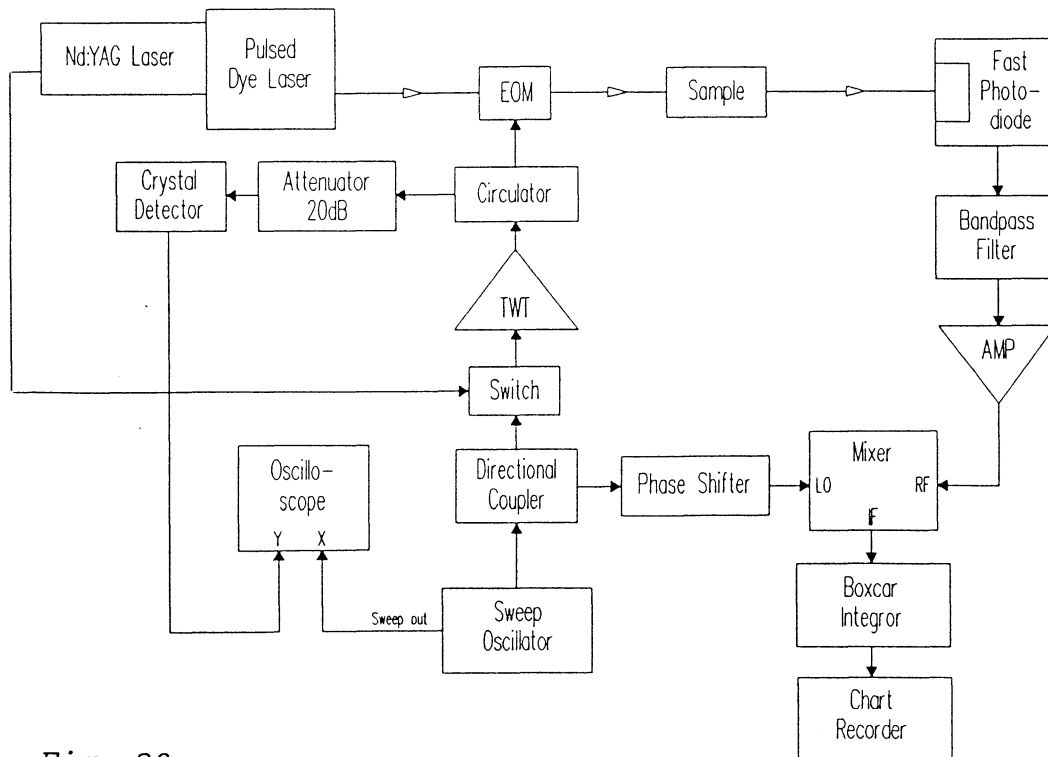 Nd:YAG Laser
Pulsed
Dye Laser
EOM
Sample
Fast
Photo-
diode
Crystal
Detector
Attenuator
20dB
Circulator
Bandpass
Filter
TWT
AMP
Switch
Oscillo-
scope
Y X
Directional
Coupler
Phase Shifter
Mixer
LO RF
IF
Sweep out
Sweep
Oscillator
Boxcar
Integror
Chart
Recorder